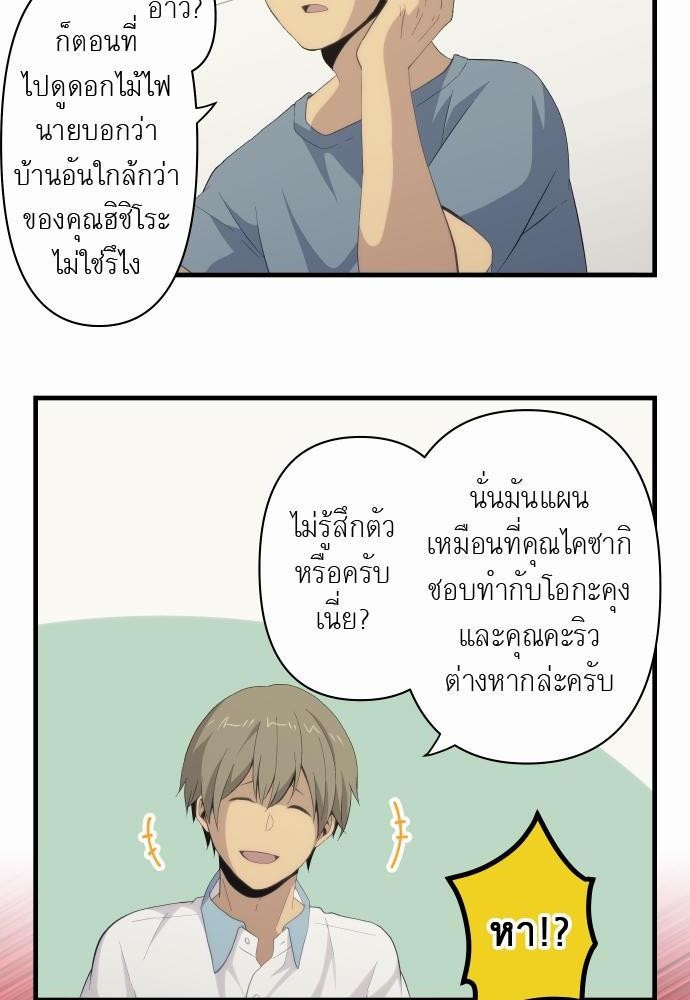 อ้าว?
ก็ตอนที่
ไปดูดอกไม้ไฟ
นายบอกว่า
บ้านอันใกล้กว่า
ของคุณฮิชิโระ
ไม่ใช่รึไง
ไม่รู้สึกตัว
หรือครับ
เนี่ย?
นั่นมันแผน
เหมือนที่คุณไคซากิ
ชอบทำกับโอกะคุง
และคุณคะริว
ต่างหากล่ะครับ
หา!?